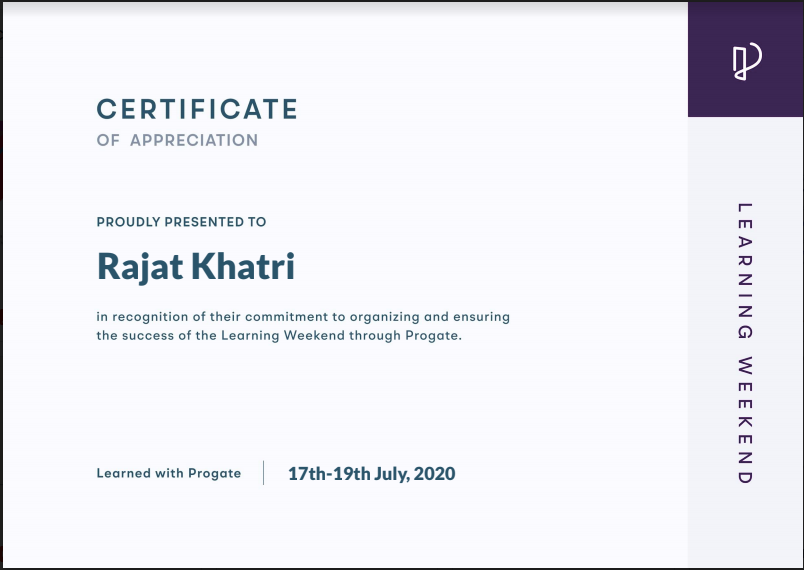 CERTIFICATE
OF APPRECIATION
PROUDLY PRESENTED TO
Rajat Khatri
in recognition of their commitment to organizing and ensuring
the success of the Learning Weekend through Progate.
Learned with Progate
17th-19th July, 2020
LEARNING WEEKEND